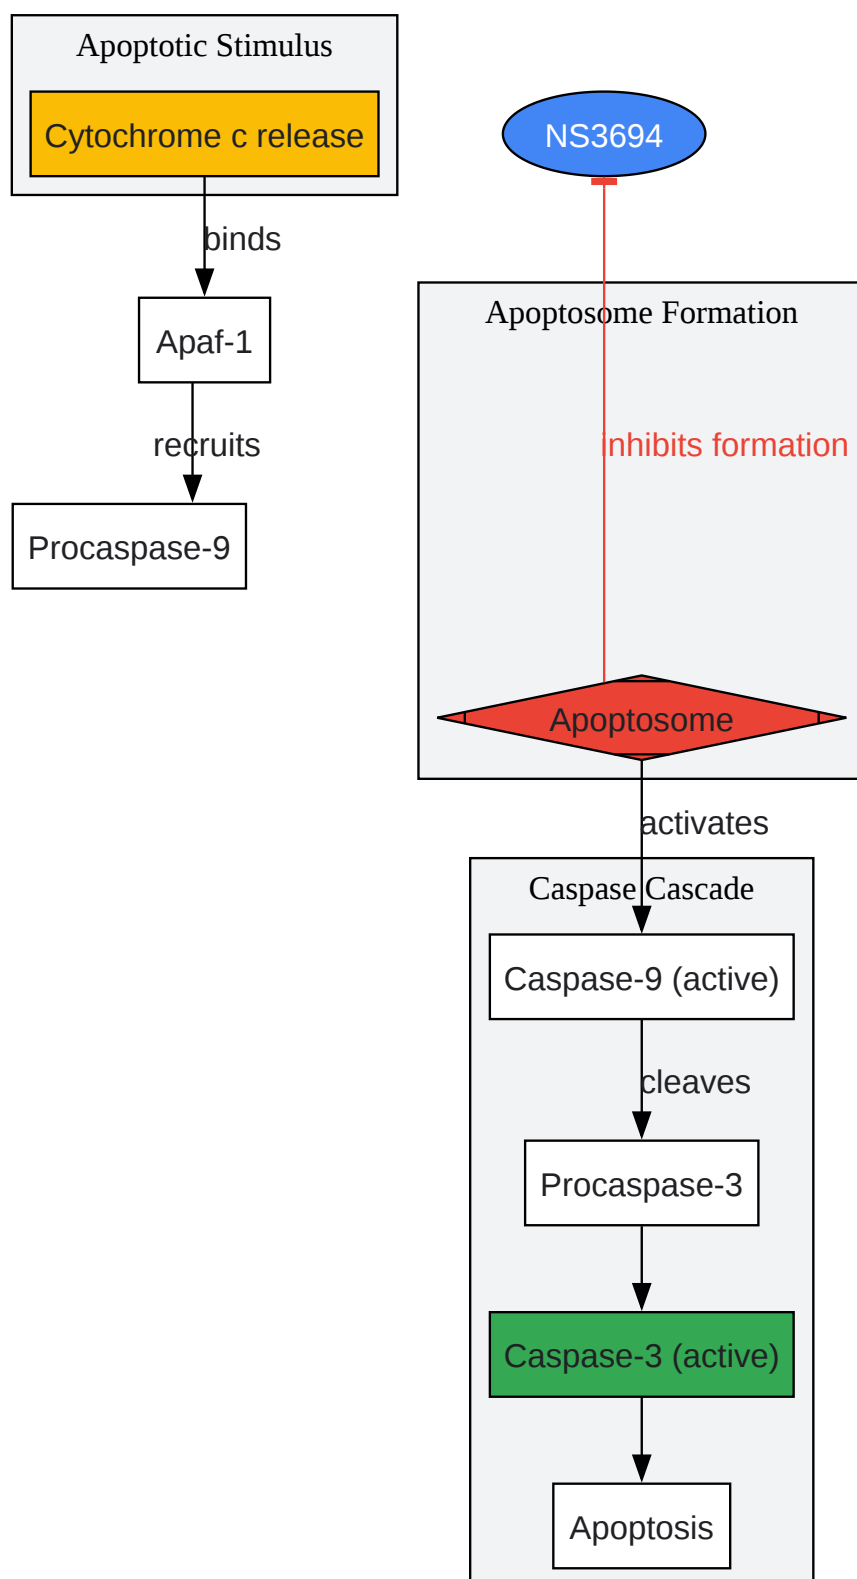 Apoptotic Stimulus
Cytochrome c release
binds
Apaf-1
recruits
Procaspase-9
NS3694
Apoptosome Formation
inhibits formation
Apoptosome
activates
Caspase Cascade
Caspase-9 (active)
cleaves
Procaspase-3
Caspase-3 (active)
Apoptosis